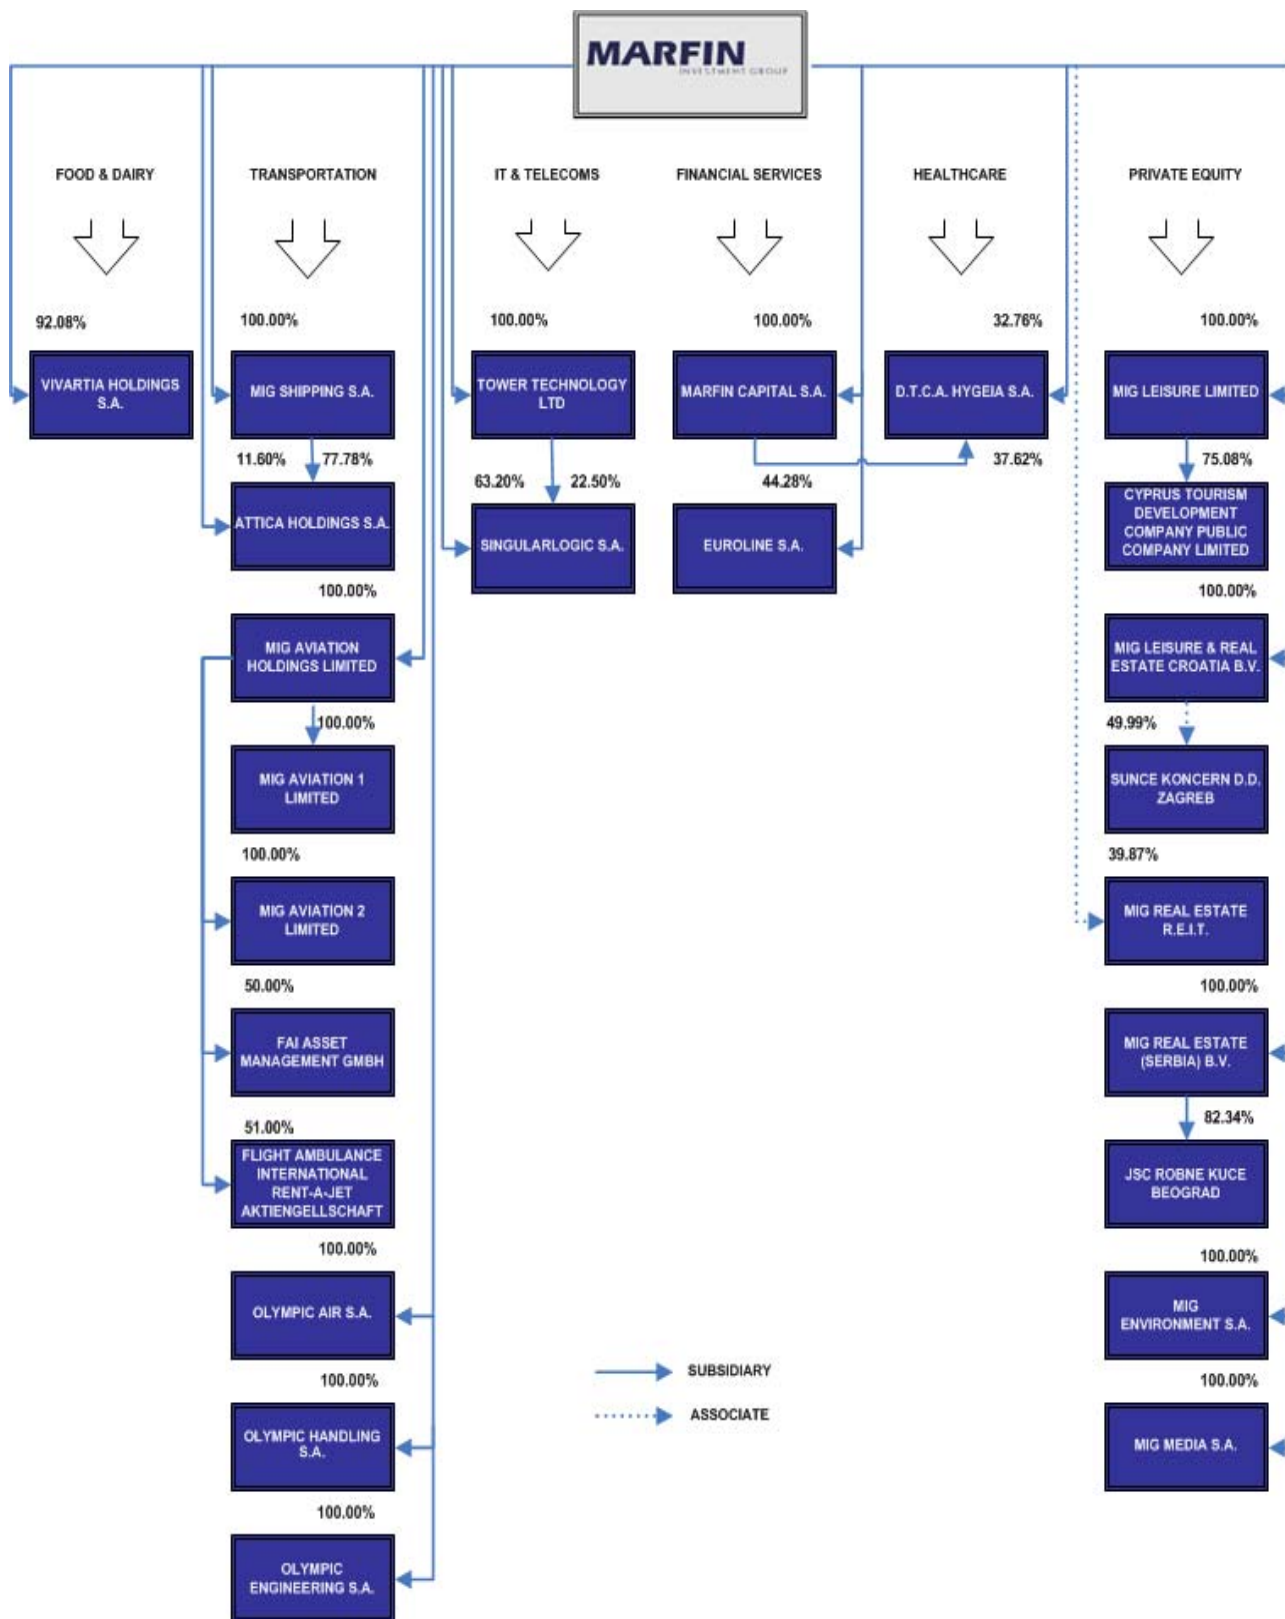 MARFIN
INVESTMENT GROUP
FOOD & DAIRY
TRANSPORTATION
IT & TELECOMS
FINANCIAL SERVICES
HEALTHCARE
PRIVATE EQUITY
92.08%
100.00%
100.00%
100.00%
32.76%
100.00%
VIVARTIA HOLDINGS
S.A.
MIG SHIPPING S.A.
TOWER TECHNOLOGY
LTD
MARFIN CAPITAL S.A.
D.T.C.A. HYGEIA S.A.
MIG LEISURE LIMITED
11.60%
77.78%
63.20%
22.50%
44.28%
37.62%
75.08%
ATTICA HOLDINGS S.A.
SINGULARLOGIC S.A.
EUROLINE S.A.
CYPRUS TOURISM
DEVELOPMENT
COMPANY PUBLIC
COMPANY LIMITED
100.00%
100.00%
MIG AVIATION
HOLDINGS LIMITED
MIG LEISURE & REAL
ESTATE CROATIA B.V.
100.00%
49.99%
MIG AVIATION 1
LIMITED
SUNCE KONCERN D.D.
ZAGREB
100.00%
39.87%
MIG AVIATION 2
LIMITED
MIG REAL ESTATE
R.E.I.T.
50.00%
100.00%
FAI ASSET
MANAGEMENT GMBH
MIG REAL ESTATE
(SERBIA) B.V.
51.00%
82.34%
FLIGHT AMBULANCE
INTERNATIONAL
RENT-A-JET
AKTIENGELLSCHAFT
JSC ROBNE KUCE
BEOGRAD
100.00%
100.00%
OLYMPIC AIR S.A.
MIG
ENVIRONMENT S.A.
SUBSIDIARY
100.00%
100.00%
ASSOCIATE
OLYMPIC HANDLING
S.A.
MIG MEDIA S.A.
100.00%
OLYMPIC
ENGINEERING S.A.